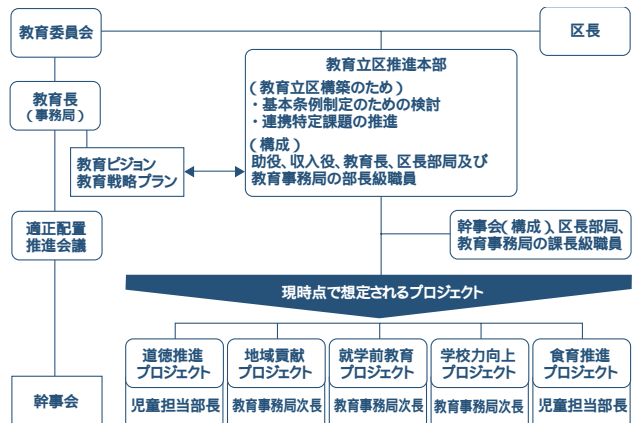 教育委員会
区長
教育長
(事務局)
教育立区推進本部
(教育立区構築のため)
・基本条例制定のための検討
・連携特定課題の推進
(構成)
助役、収入役、教育長、区長部局及び
教育事務局の部長級職員
教育ビジョン
教育戦略プラン
適正配置
推進会議
幹事会(構成)、区長部局、
教育事務局の課長級職員
現時点で想定されるプロジェクト
道徳推進
プロジェクト
児童担当部長
地域貢献
プロジェクト
教育事務局次長
就学前教育
プロジェクト
教育事務局次長
学校力向上
プロジェクト
教育事務局次長
食育推進
プロジェクト
児童担当部長
幹事会